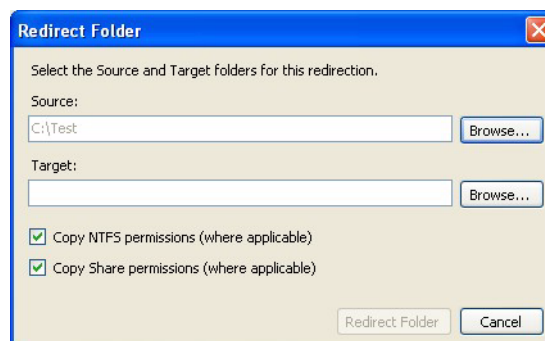 Redirect Folder
Select the Source and Target folders for this redirection.
Source:
C:\Test
Browse...
Target:
Browse...
Copy NTFS permissions (where applicable)
Copy Share permissions (where applicable)
Redirect Folder
Cancel